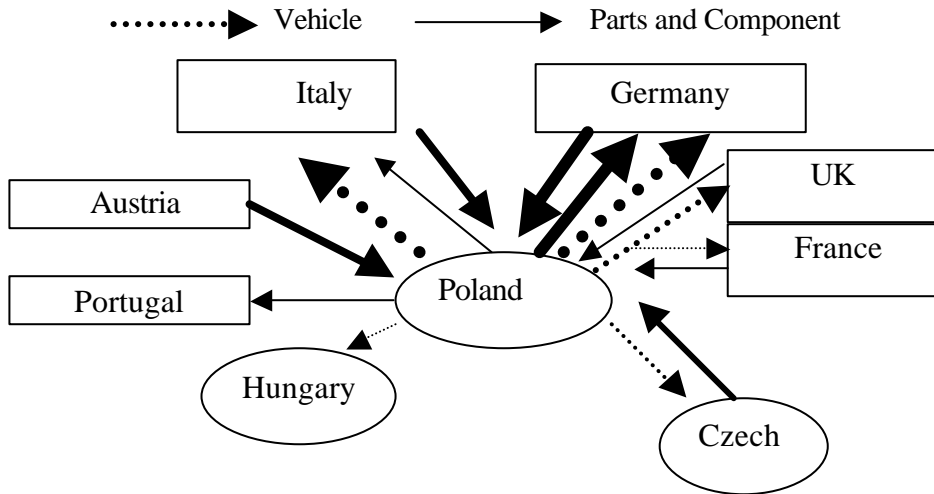 Vehicle
Parts and Component
Italy
Germany
UK
Austria
France
Poland
Portugal
Hungary
Czech